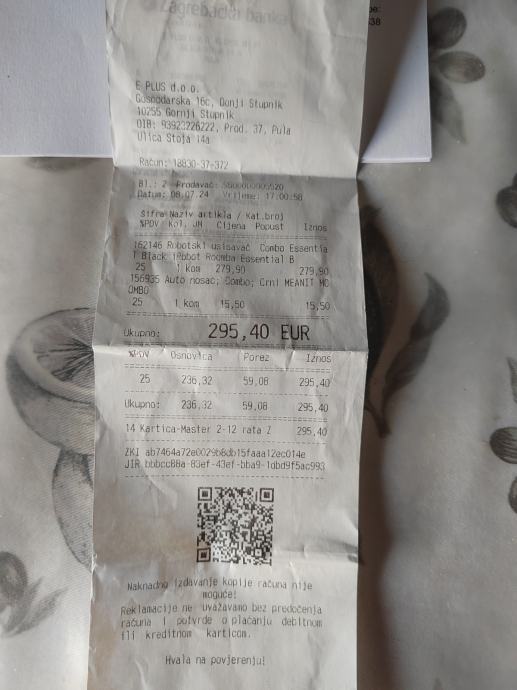 Zagrebačka banka
E PLUS d.o.o.
Gospodarska 16c, Donji Stupnik
10255 Gornji Stupnik
OIB: 93923226222, Prod. 37, Pula
Ulica Stoja 14a
Račun: 18830-37-372
Bl.: 2 Prodavač:
Datum: 08.07.24 Vrijeme: 17:00:58
Šifra Naziv artikla / Kat.broj
%PDV Kol. JM Cijena Popust Iznos
162146 Robotski usisavač Combo Essentia
l Black iRobot Roomba Essential B
25 1 kom 279,90 279,90
156935 Auto nosač; Combo; Crni MEANIT MC
OMBO
25 1 kom 15,50 15,50
Ukupno: 295,40 EUR
%PDV Osnovica Porez Iznos
25 236,32 59,08 295,40
Ukupno: 236,32 59,08 295,40
14 Kartica-Master 2-12 rata Z 295,40
ZKI ab7464a72e0029b8db15faaa12ec014e
JIR bbbcc88a-83ef-43ef-bba9-1dbd9f5ac993
Naknadno izdavanje kopije računa nije
moguće!
Reklamacije ne uvažavamo bez predočenja
računa i potvrde o plaćanju debitnom
ili kreditnom karticom.
Hvala na povjerenju!